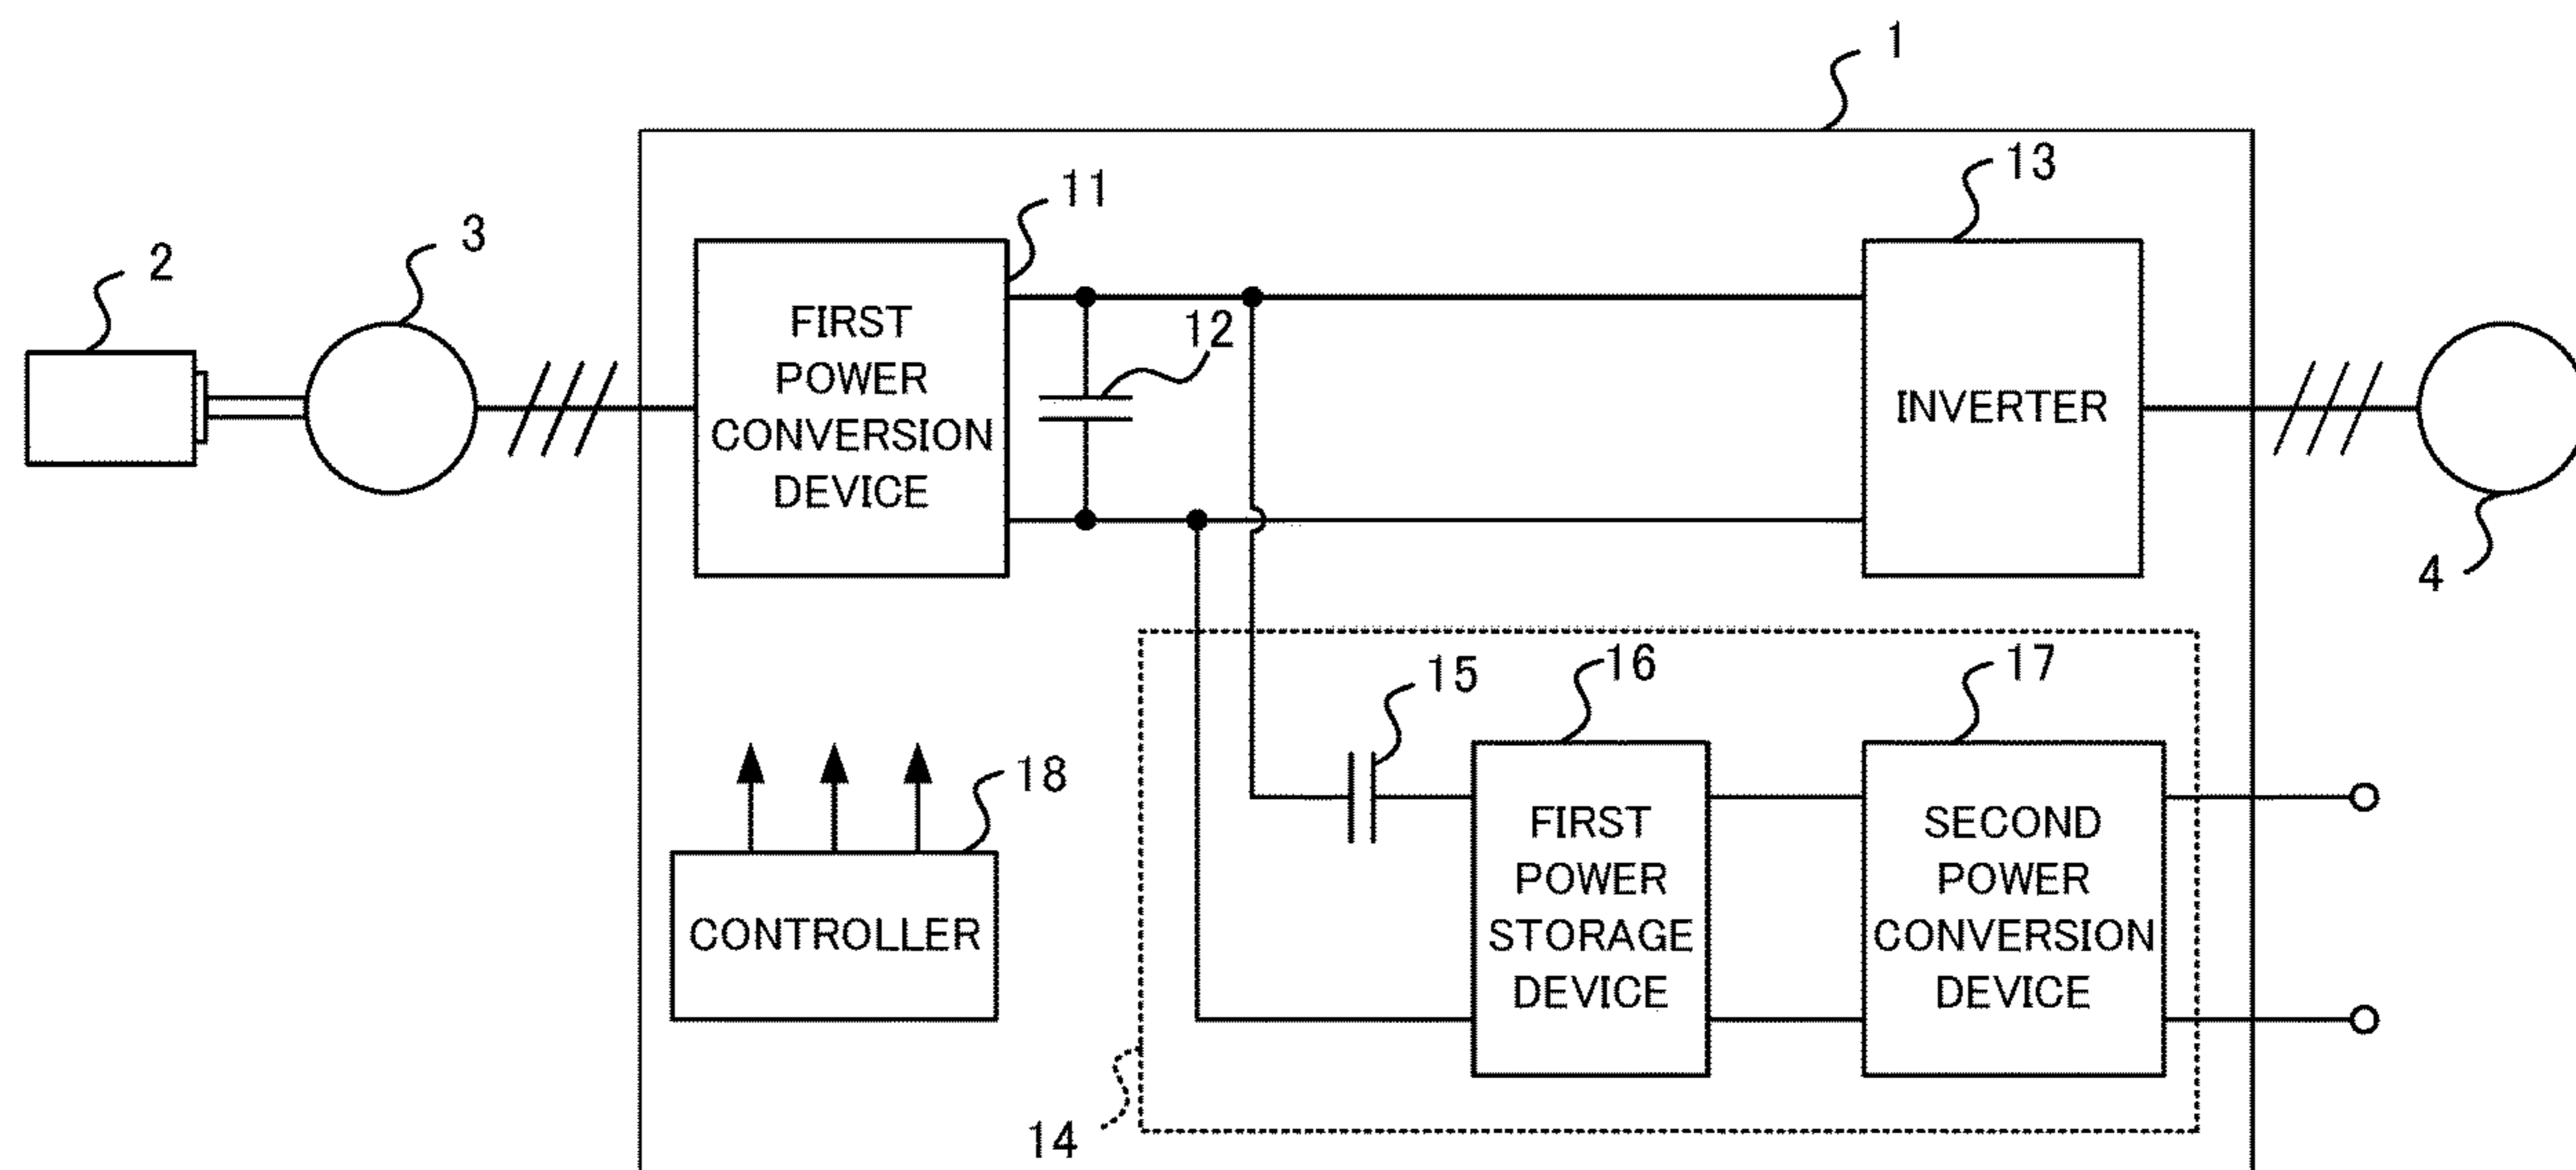 1
13
11
3
2
12
FIRST
POWER
CONVERSION
DEVICE
INVERTER
4
15
16
17
18
FIRST
POWER
STORAGE
DEVICE
SECOND
POWER
CONVERSION
DEVICE
CONTROLLER
14